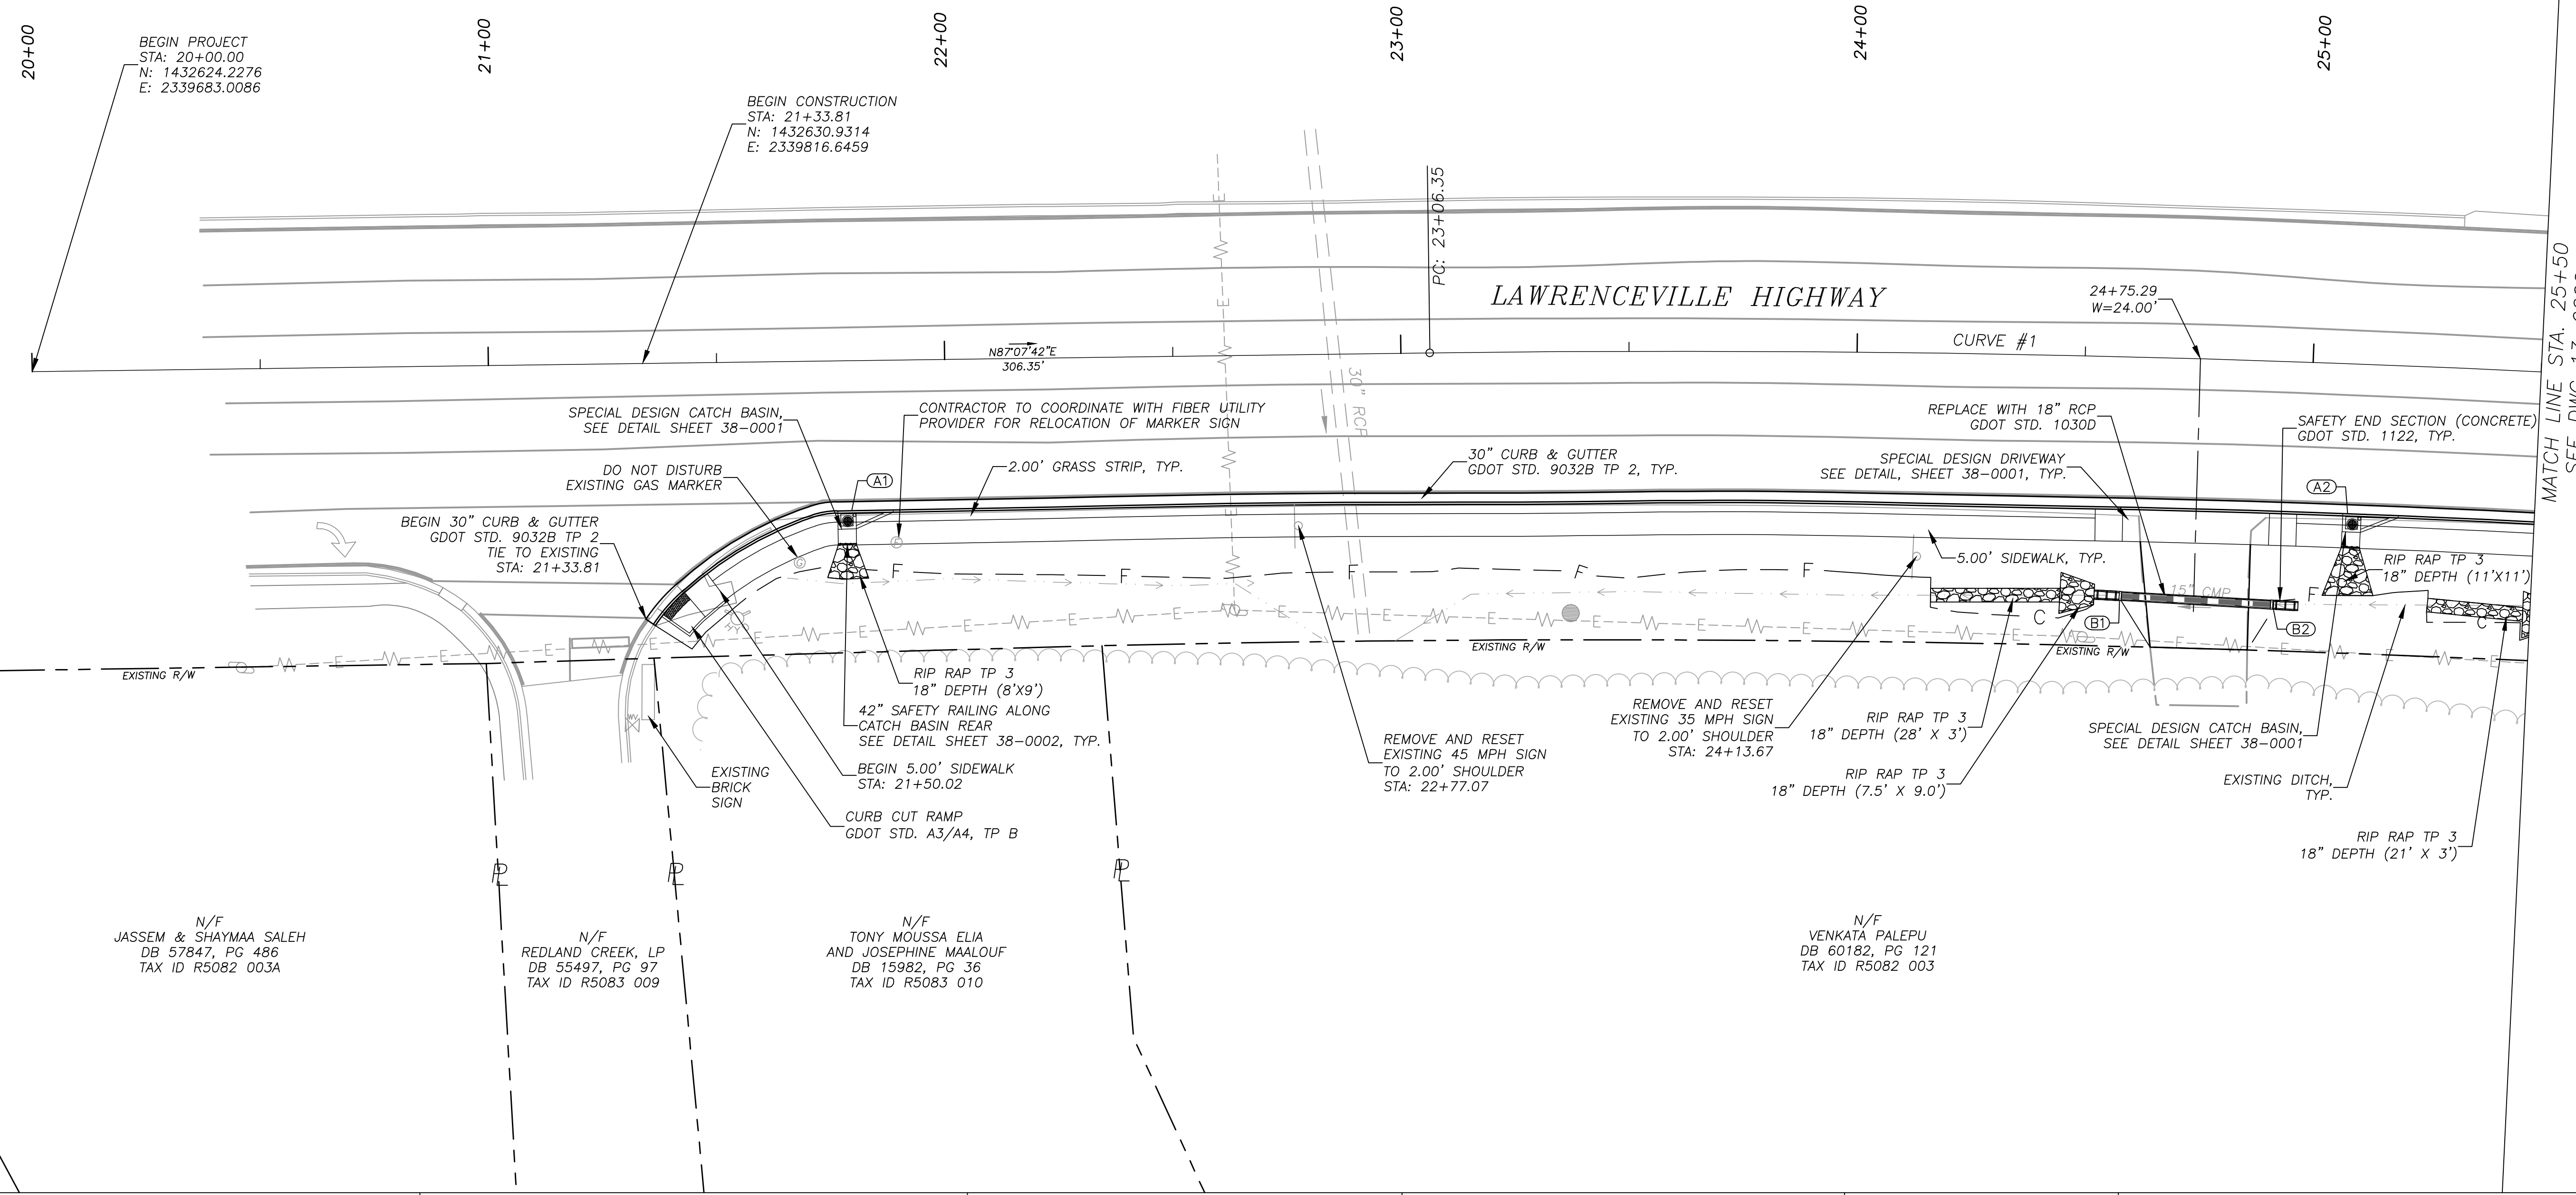 20+00
21+00
22+00
23+00
24+00
25+00
BEGIN PROJECT
STA: 20+00.00
N: 1432624.2276
E: 2339683.0086
BEGIN CONSTRUCTION
STA: 21+33.81
N: 1432630.9314
E: 2339816.6459
PC: 23+06.35
LAWRENCEVILLE HIGHWAY
24+75.29
W=24.00'
CURVE #1
MATCH LINE STA. 25+50
N87°07'42"E
306.35'
30" RCP
SPECIAL DESIGN CATCH BASIN,
SEE DETAIL SHEET 38-0001
CONTRACTOR TO COORDINATE WITH FIBER UTILITY
PROVIDER FOR RELOCATION OF MARKER SIGN
DO NOT DISTURB
EXISTING GAS MARKER
A1
2.00' GRASS STRIP, TYP.
30" CURB & GUTTER
GDOT STD. 9032B TP 2, TYP.
REPLACE WITH 18" RCP
GDOT STD. 1030D
SPECIAL DESIGN DRIVEWAY
SEE DETAIL, SHEET 38-0001, TYP.
SAFETY END SECTION (CONCRETE)
GDOT STD. 1122, TYP.
A2
BEGIN 30" CURB & GUTTER
GDOT STD. 9032B TP 2
TIE TO EXISTING
STA: 21+33.81
5.00' SIDEWALK, TYP.
RIP RAP TP 3
18" DEPTH (11'X11')
15" CMP
F F F F F F F
C C
E E E E E E E E E E E E E E E E
B1
B2
EXISTING R/W
EXISTING R/W
EXISTING R/W
RIP RAP TP 3
18" DEPTH (8'X9')
42" SAFETY RAILING ALONG
CATCH BASIN REAR
SEE DETAIL SHEET 38-0002, TYP.
WV
EXISTING
BRICK
SIGN
BEGIN 5.00' SIDEWALK
STA: 21+50.02
CURB CUT RAMP
GDOT STD. A3/A4, TP B
REMOVE AND RESET
EXISTING 45 MPH SIGN
TO 2.00' SHOULDER
STA: 22+77.07
REMOVE AND RESET
EXISTING 35 MPH SIGN
TO 2.00' SHOULDER
STA: 24+13.67
RIP RAP TP 3
18" DEPTH (28' X 3')
RIP RAP TP 3
18" DEPTH (7.5' X 9.0')
SPECIAL DESIGN CATCH BASIN,
SEE DETAIL SHEET 38-0001
EXISTING DITCH,
TYP.
RIP RAP TP 3
18" DEPTH (21' X 3')
PL
PL
PL
N/F
JASSEM & SHAYMAA SALEH
DB 57847, PG 486
TAX ID R5082 003A
N/F
REDLAND CREEK, LP
DB 55497, PG 97
TAX ID R5083 009
N/F
TONY MOUSSA ELIA
AND JOSEPHINE MAALOUF
DB 15982, PG 36
TAX ID R5083 010
N/F
VENKATA PALEPU
DB 60182, PG 121
TAX ID R5082 003